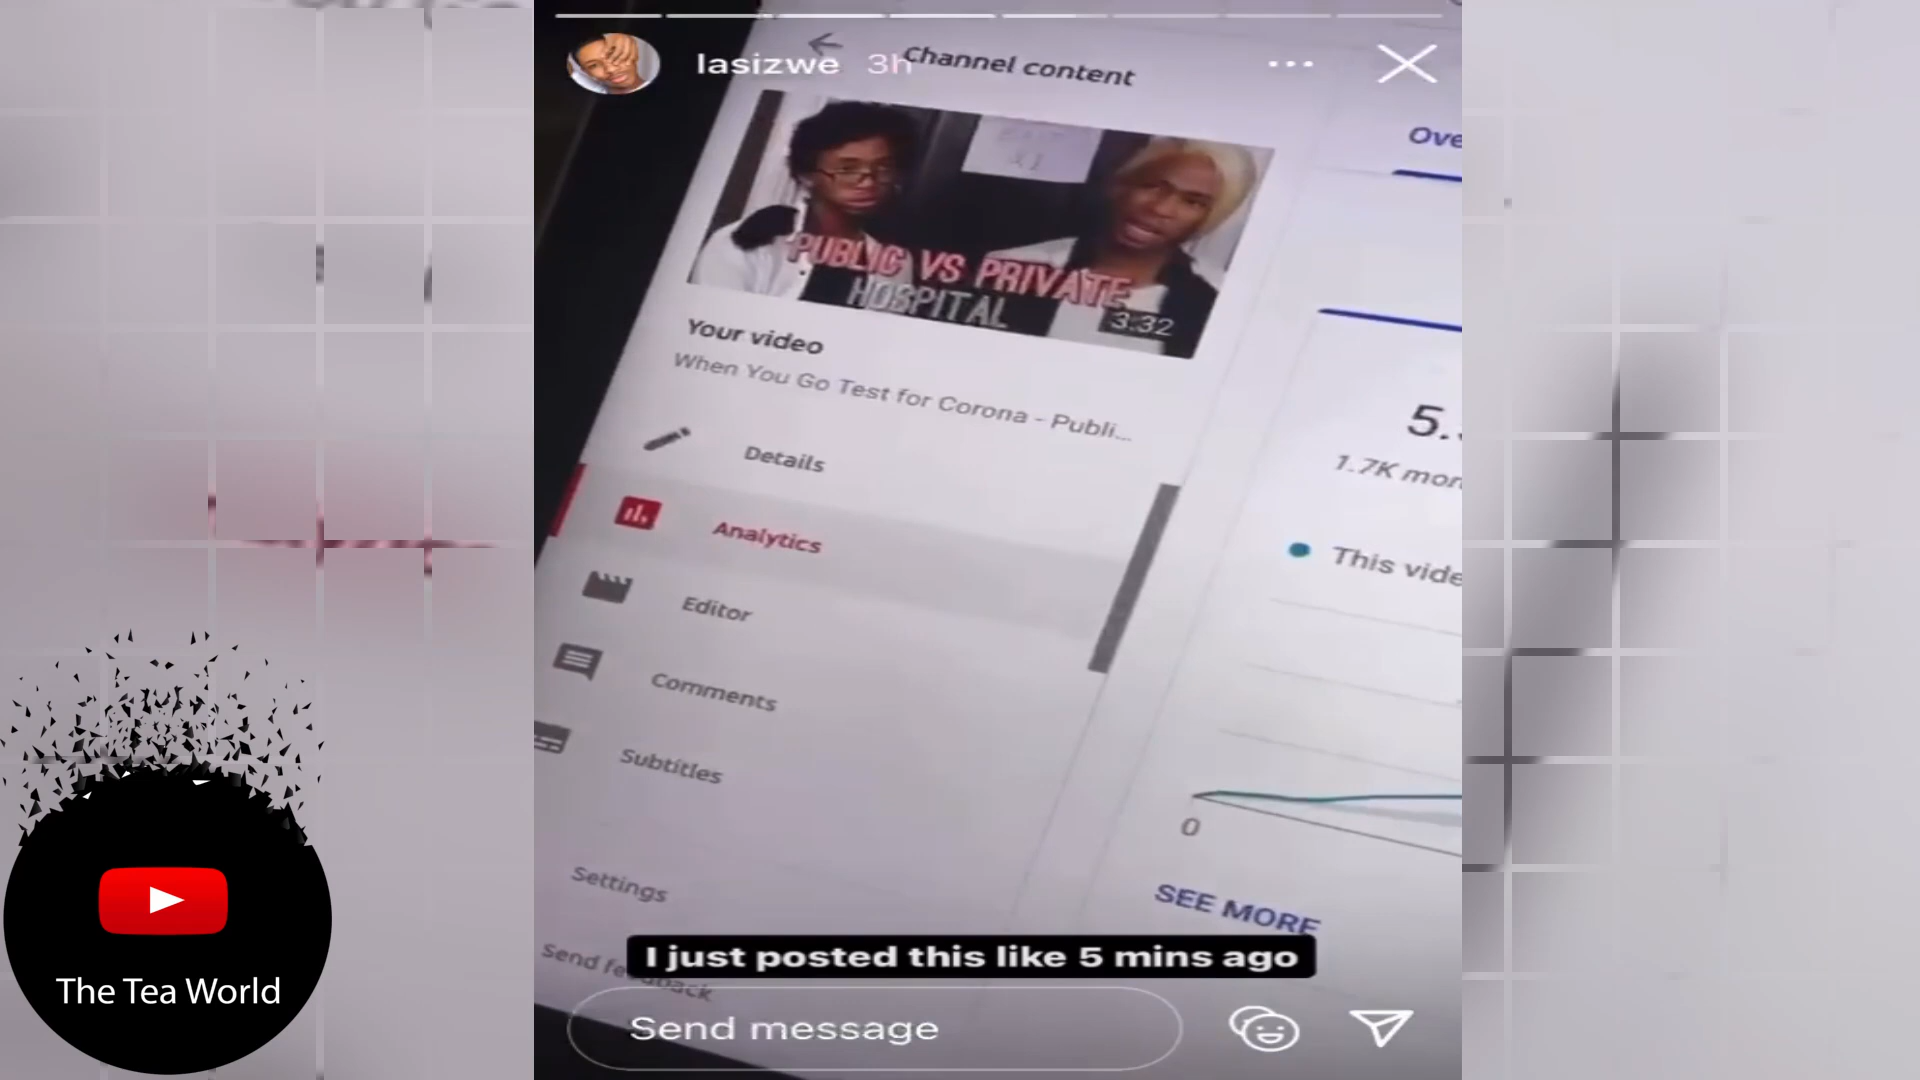 lasizwe 3h
Channel content
PUBLIC VS PRIVATE
HOSPITAL
3:32
Your video
When You Go Test for Corona - Publi...
Details
Analytics
Editor
Comments
Subtitles
Settings
Ove
5.
1.7K mor
This vide
0
SEE MORE
I just posted this like 5 mins ago
Send message
The Tea World